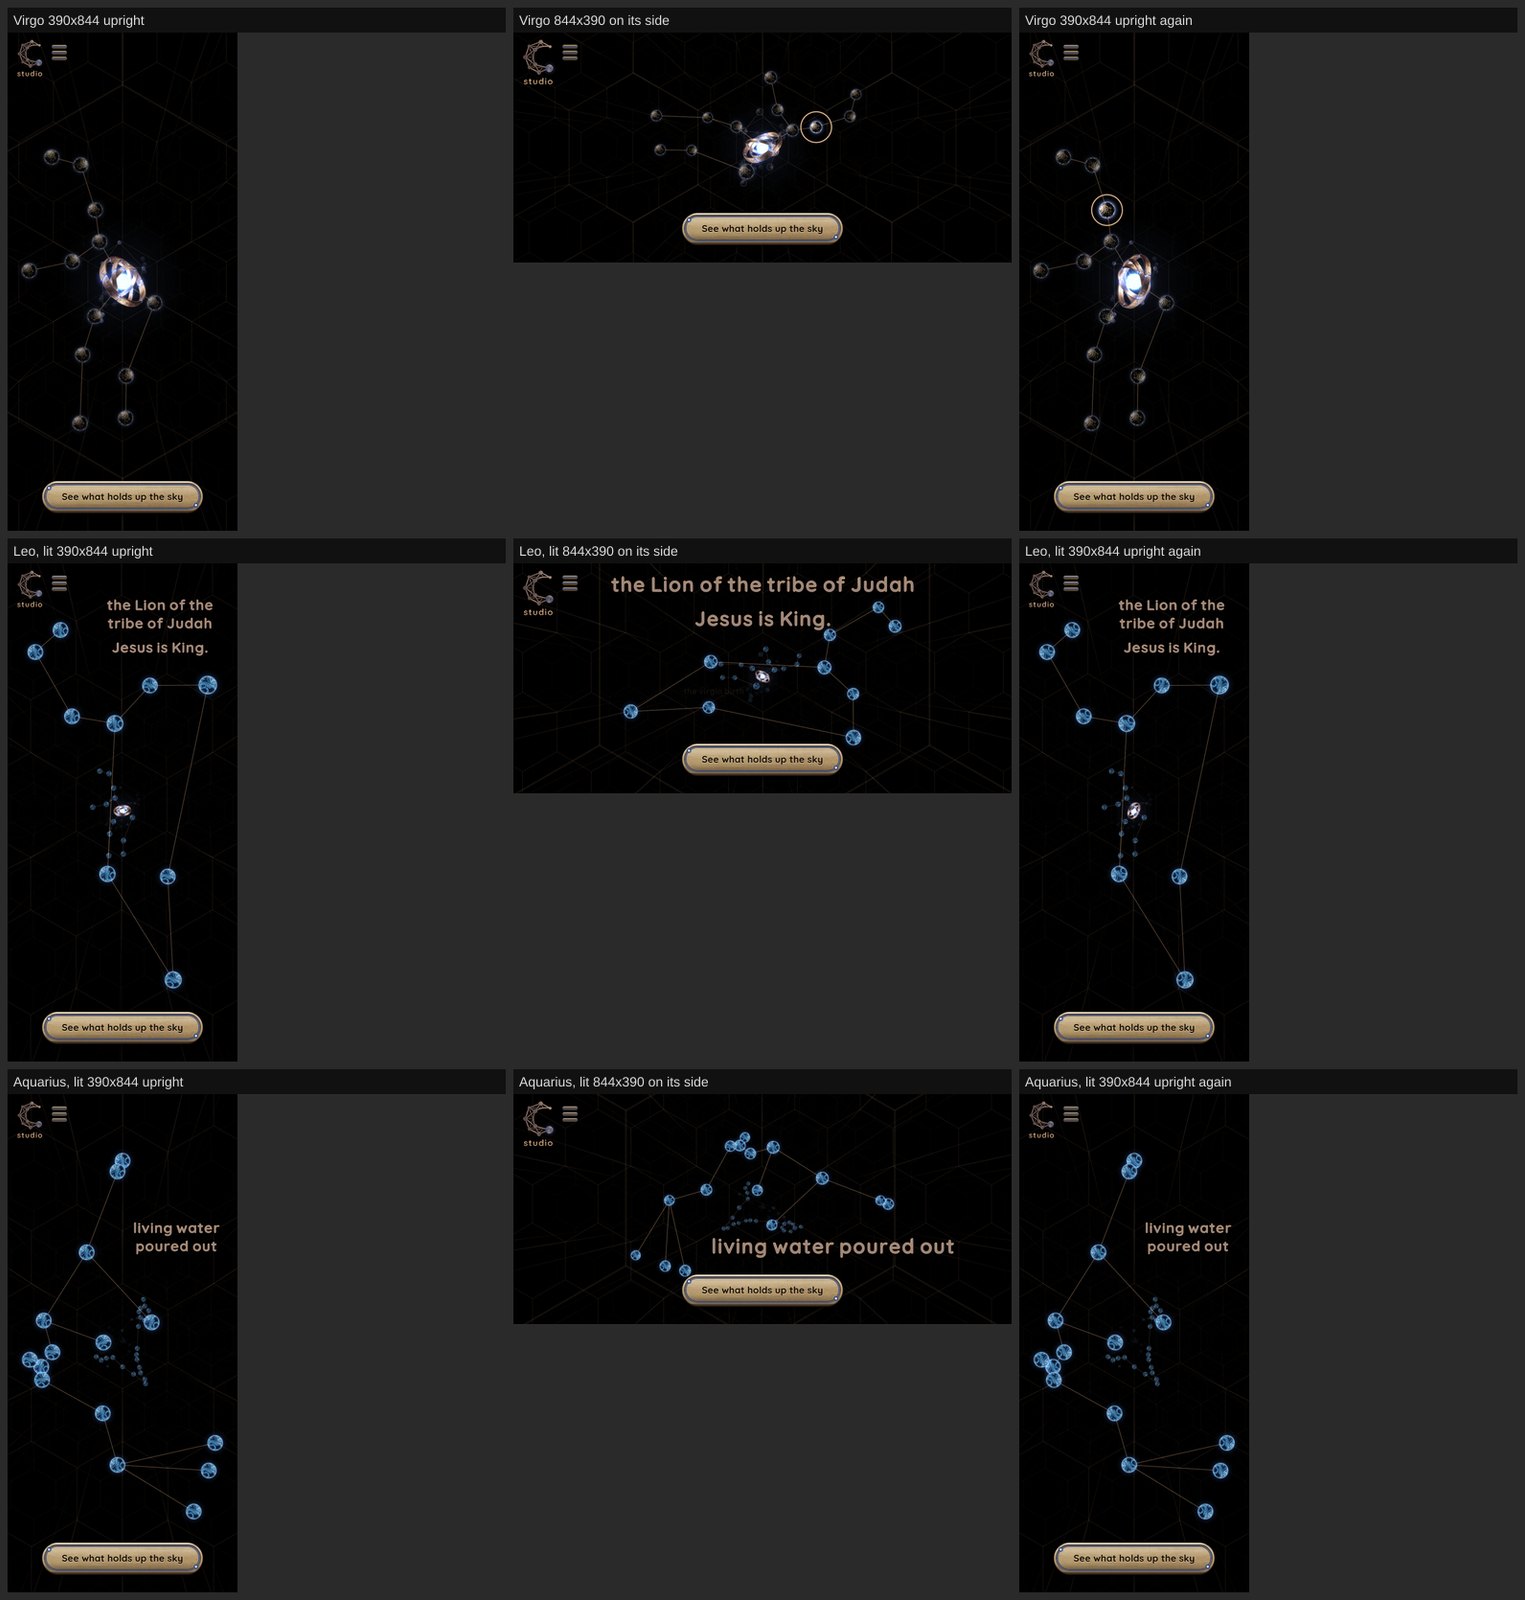 Virgo 390x844 upright
studio
See what holds up the sky
Virgo 844x390 on its side
studio
See what holds up the sky
Virgo 390x844 upright again
studio
See what holds up the sky
Leo, lit 390x844 upright
studio
the Lion of the
tribe of Judah
Jesus is King.
See what holds up the sky
Leo, lit 844x390 on its side
studio
the Lion of the tribe of Judah
Jesus is King.
See what holds up the sky
Leo, lit 390x844 upright again
studio
the Lion of the
tribe of Judah
Jesus is King.
See what holds up the sky
Aquarius, lit 390x844 upright
studio
living water
poured out
See what holds up the sky
Aquarius, lit 844x390 on its side
studio
living water poured out
See what holds up the sky
Aquarius, lit 390x844 upright again
studio
living water
poured out
See what holds up the sky